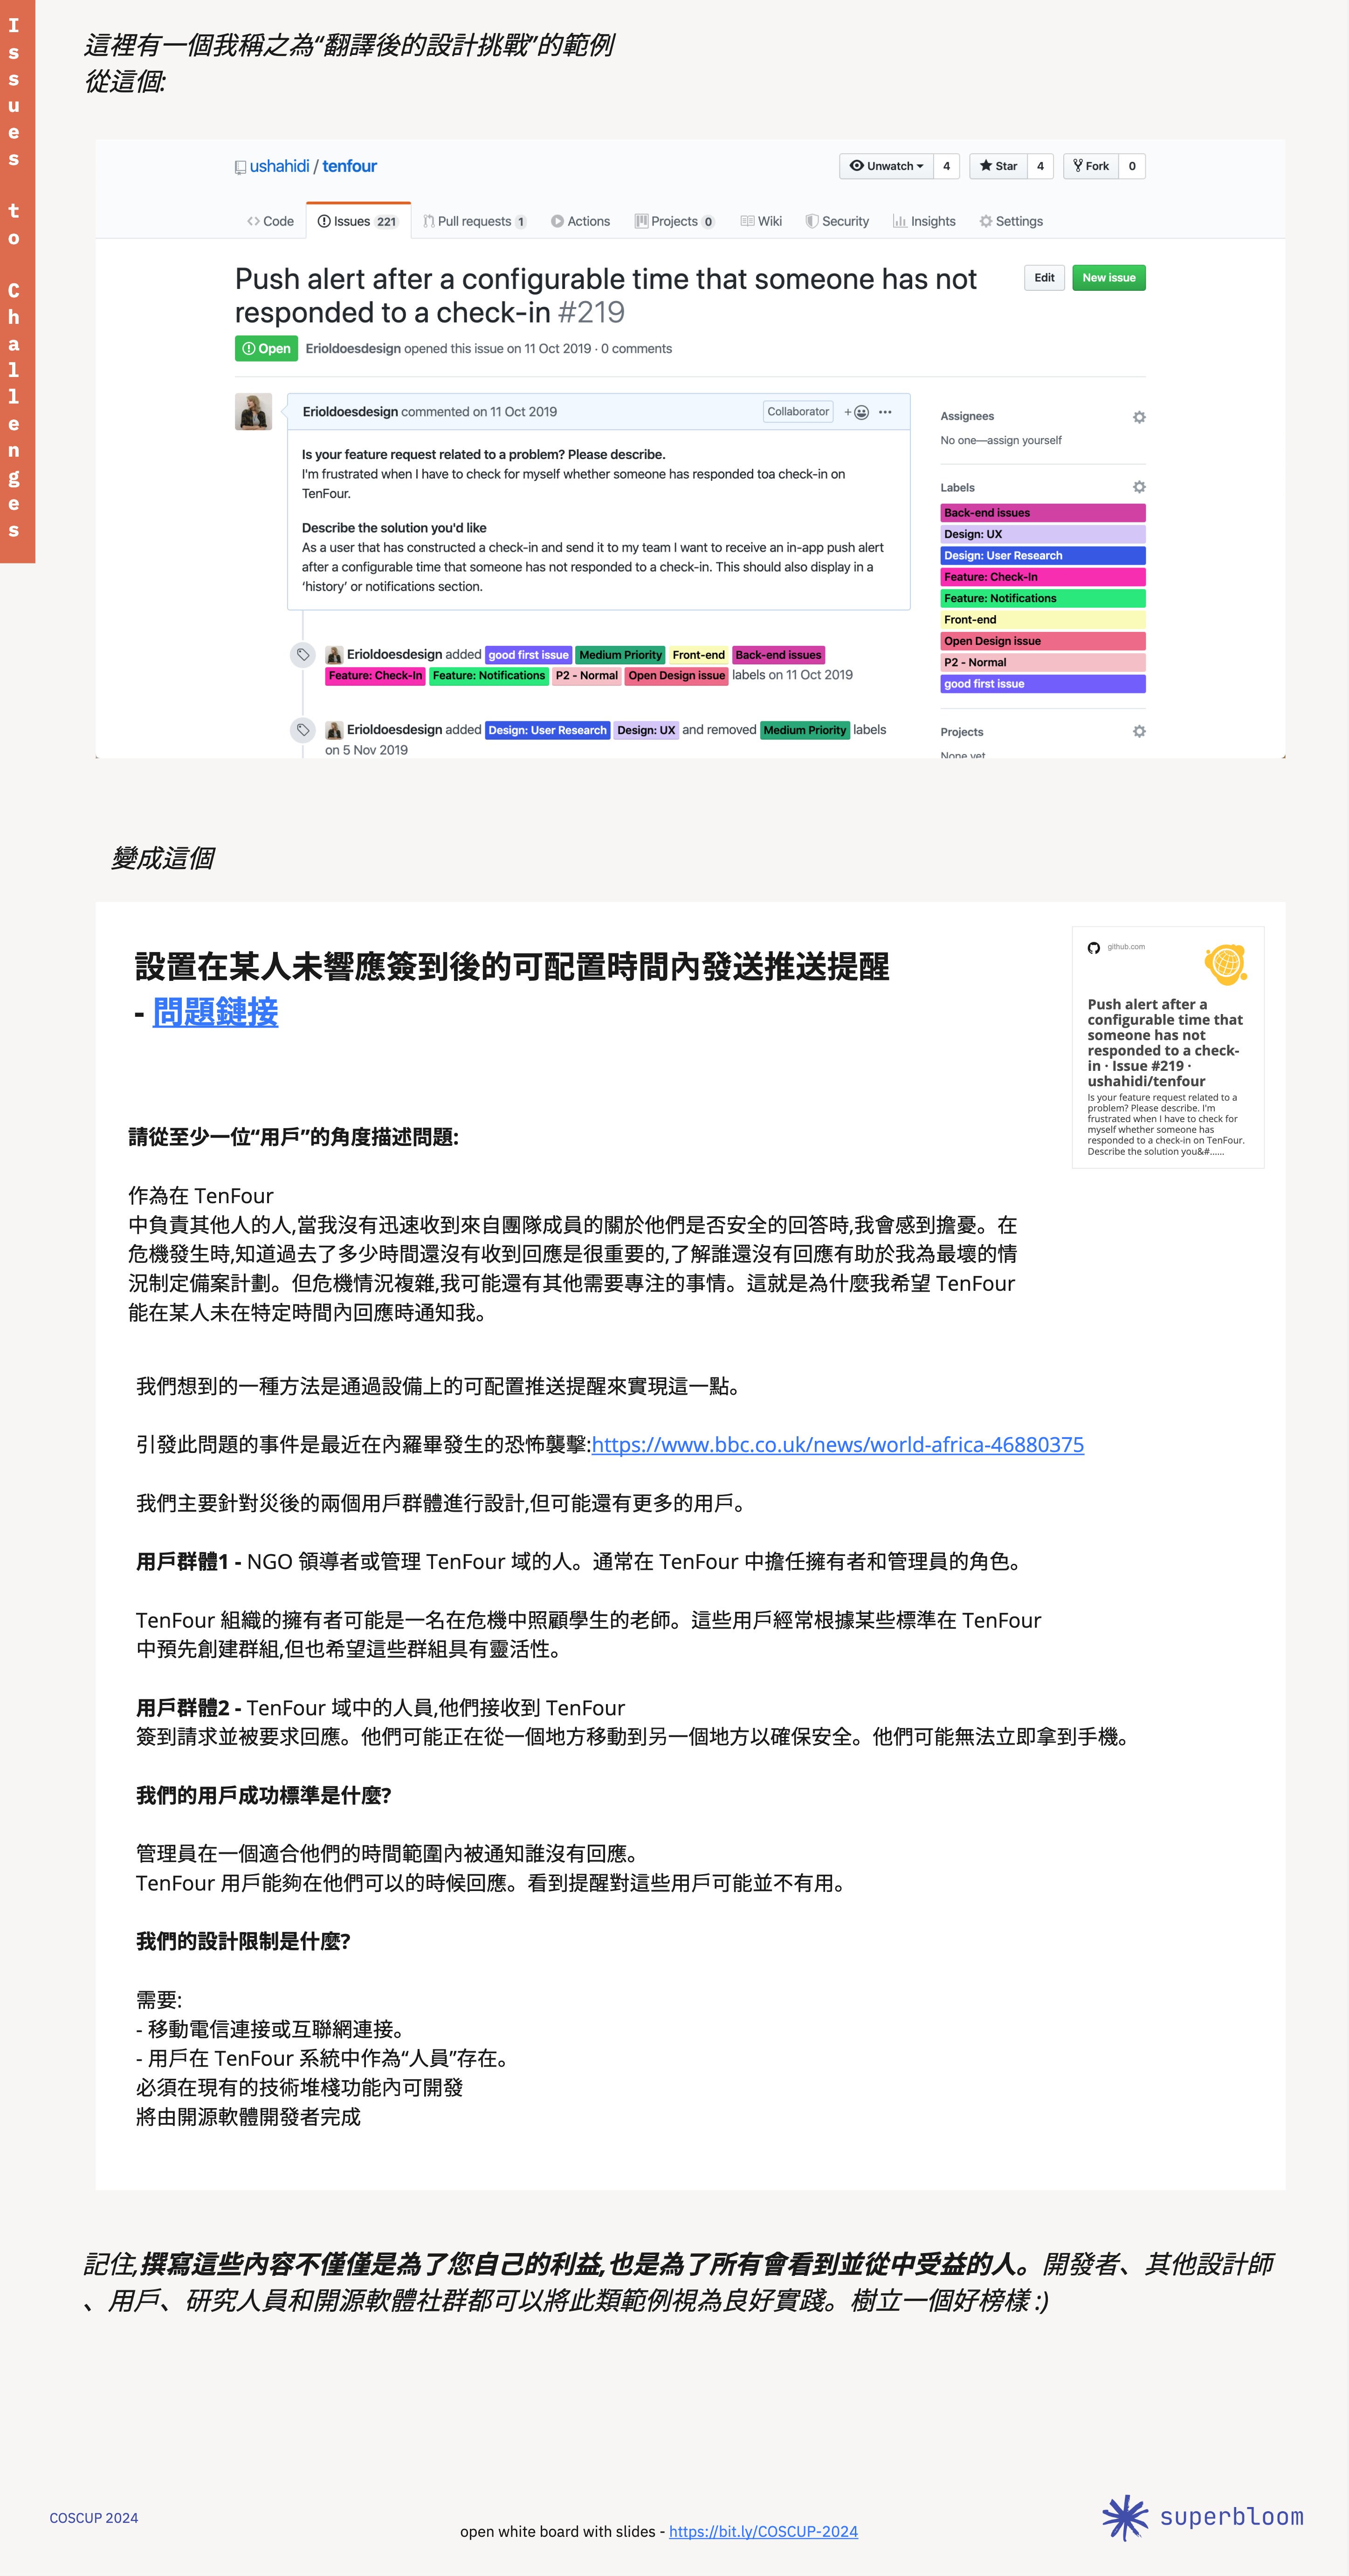 Issues to Challenges
這裡有一個我稱之為“翻譯後的設計挑戰”的範例
從這個:
ushahidi / tenfour
Unwatch 4 Star 4 Fork 0
Code Issues 221 Pull requests 1 Actions Projects 0 Wiki Security Insights Settings
Push alert after a configurable time that someone has not
responded to a check-in #219
Edit New issue
Open Erioldoesdesign opened this issue on 11 Oct 2019 · 0 comments
Erioldoesdesign commented on 11 Oct 2019 Collaborator + ...
Is your feature request related to a problem? Please describe.
I'm frustrated when I have to check for myself whether someone has responded toa check-in on
TenFour.
Describe the solution you'd like
As a user that has constructed a check-in and send it to my team I want to receive an in-app push alert
after a configurable time that someone has not responded to a check-in. This should also display in a
‘history’ or notifications section.
Erioldoesdesign added good first issue Medium Priority Front-end Back-end issues
Feature: Check-In Feature: Notifications P2 - Normal Open Design issue labels on 11 Oct 2019
Erioldoesdesign added Design: User Research Design: UX and removed Medium Priority labels
on 5 Nov 2019
Assignees
No one—assign yourself
Labels
Back-end issues
Design: UX
Design: User Research
Feature: Check-In
Feature: Notifications
Front-end
Open Design issue
P2 - Normal
good first issue
Projects
None yet
變成這個
設置在某人未響應簽到後的可配置時間內發送推送提醒
- 問題鏈接
github.com
Push alert after a
configurable time that
someone has not
responded to a check-
in · Issue #219 ·
ushahidi/tenfour
Is your feature request related to a
problem? Please describe. I'm
frustrated when I have to check for
myself whether someone has
responded to a check-in on TenFour.
Describe the solution you&#......
請從至少一位“用戶”的角度描述問題:
作為在 TenFour
中負責其他人的人,當我沒有迅速收到來自團隊成員的關於他們是否安全的回答時,我會感到擔憂。在
危機發生時,知道過去了多少時間還沒有收到回應是很重要的,了解誰還沒有回應有助於我為最壞的情
況制定備案計劃。但危機情況複雜,我可能還有其他需要專注的事情。這就是為什麼我希望 TenFour
能在某人未在特定時間內回應時通知我。
我們想到的一種方法是通過設備上的可配置推送提醒來實現這一點。
引發此問題的事件是最近在內羅畢發生的恐怖襲擊:https://www.bbc.co.uk/news/world-africa-46880375
我們主要針對災後的兩個用戶群體進行設計,但可能還有更多的用戶。
用戶群體1 - NGO 領導者或管理 TenFour 域的人。通常在 TenFour 中擔任擁有者和管理員的角色。
TenFour 組織的擁有者可能是一名在危機中照顧學生的老師。這些用戶經常根據某些標準在 TenFour
中預先創建群組,但也希望這些群組具有靈活性。
用戶群體2 - TenFour 域中的人員,他們接收到 TenFour
簽到請求並被要求回應。他們可能正在從一個地方移動到另一個地方以確保安全。他們可能無法立即拿到手機。
我們的用戶成功標準是什麼?
管理員在一個適合他們的時間範圍內被通知誰沒有回應。
TenFour 用戶能夠在他們可以的時候回應。看到提醒對這些用戶可能並不有用。
我們的設計限制是什麼?
需要:
- 移動電信連接或互聯網連接。
- 用戶在 TenFour 系統中作為“人員”存在。
必須在現有的技術堆棧功能內可開發
將由開源軟體開發者完成
記住,撰寫這些內容不僅僅是為了您自己的利益,也是為了所有會看到並從中受益的人。開發者、其他設計師
、用戶、研究人員和開源軟體社群都可以將此類範例視為良好實踐。樹立一個好榜樣 :)
COSCUP 2024
open white board with slides - https://bit.ly/COSCUP-2024
superbloom